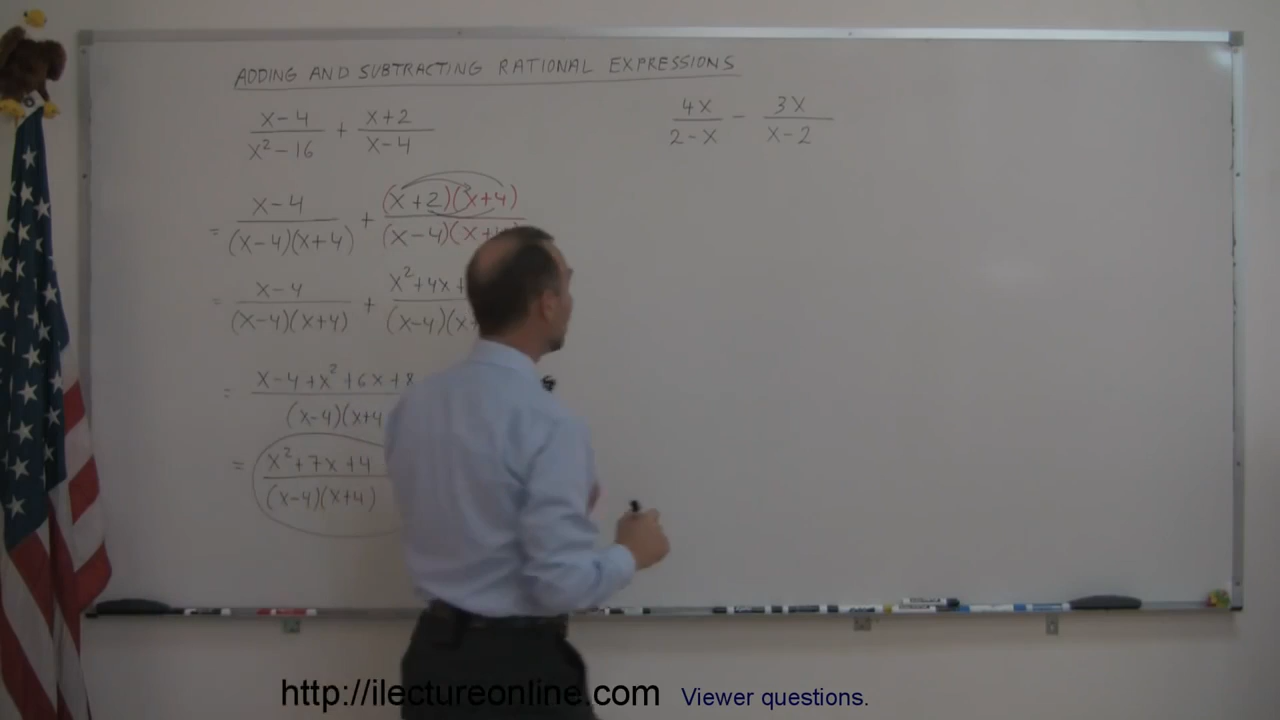 ADDING AND SUBTRACTING RATIONAL EXPRESSIONS
x-4 / x²-16 + x+2 / x-4
= x-4 / (x-4)(x+4) + (x+2)(x+4) / (x-4)(x+
= x-4 / (x-4)(x+4) + x²+4x+ / (x-4)(x+
= x-4+x²+6x+8 / (x-4)(x+4
= x²+7x+4 / (x-4)(x+4)
4x / 2-x - 3x / x-2
http://ilectureonline.com Viewer questions.